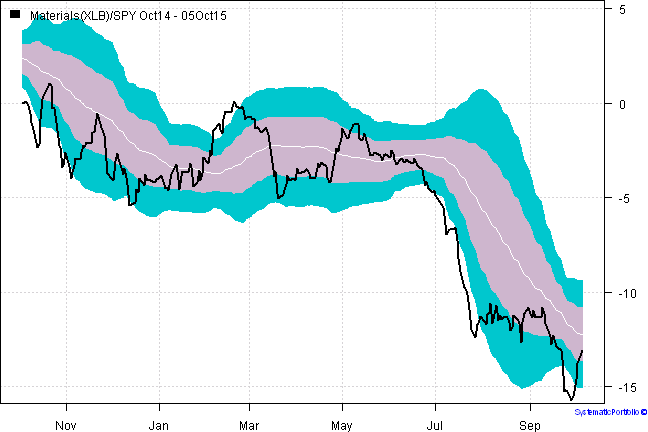 Materials(XLB)/SPY Oct14 - 05Oct15
5
0
-5
-10
-15
Nov Jan Mar May Jul Sep
SystematicPortfolio ©